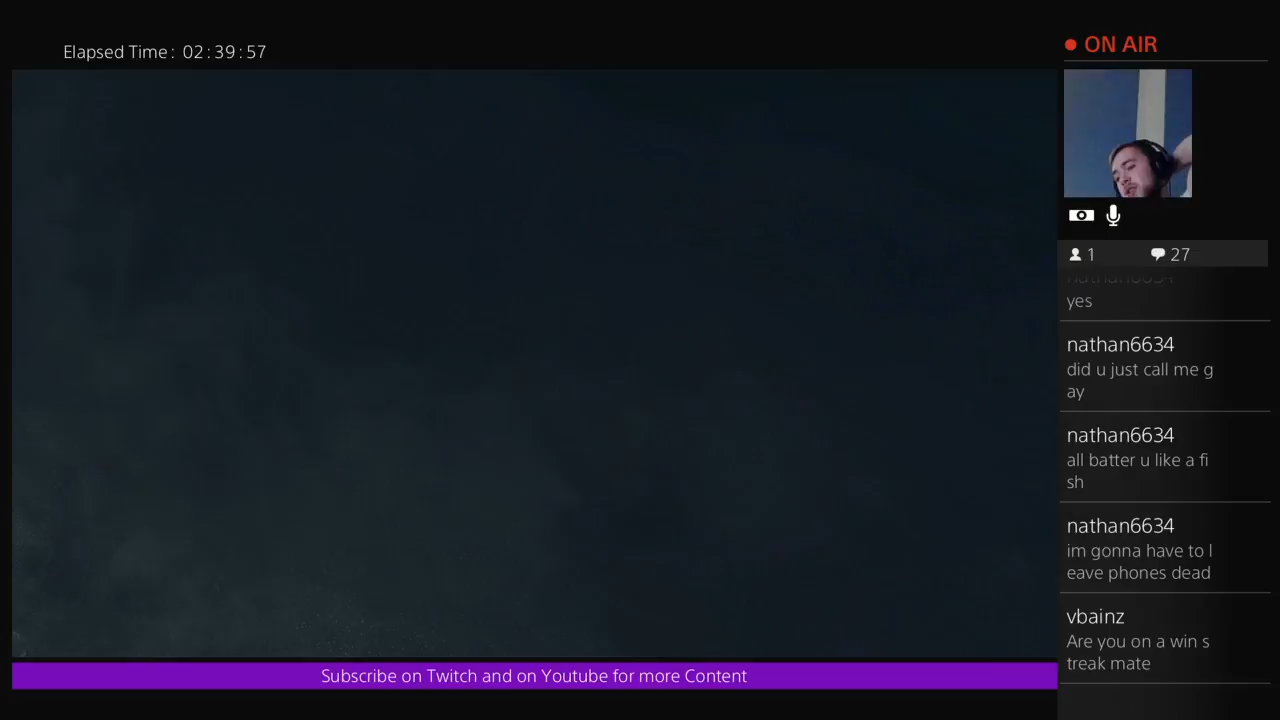 Elapsed Time: 02:39:57
ON AIR
1 27
yes
nathan6634
did u just call me g
ay
nathan6634
all batter u like a fi
sh
nathan6634
im gonna have to l
eave phones dead
vbainz
Are you on a win s
treak mate
Subscribe on Twitch and on Youtube for more Content